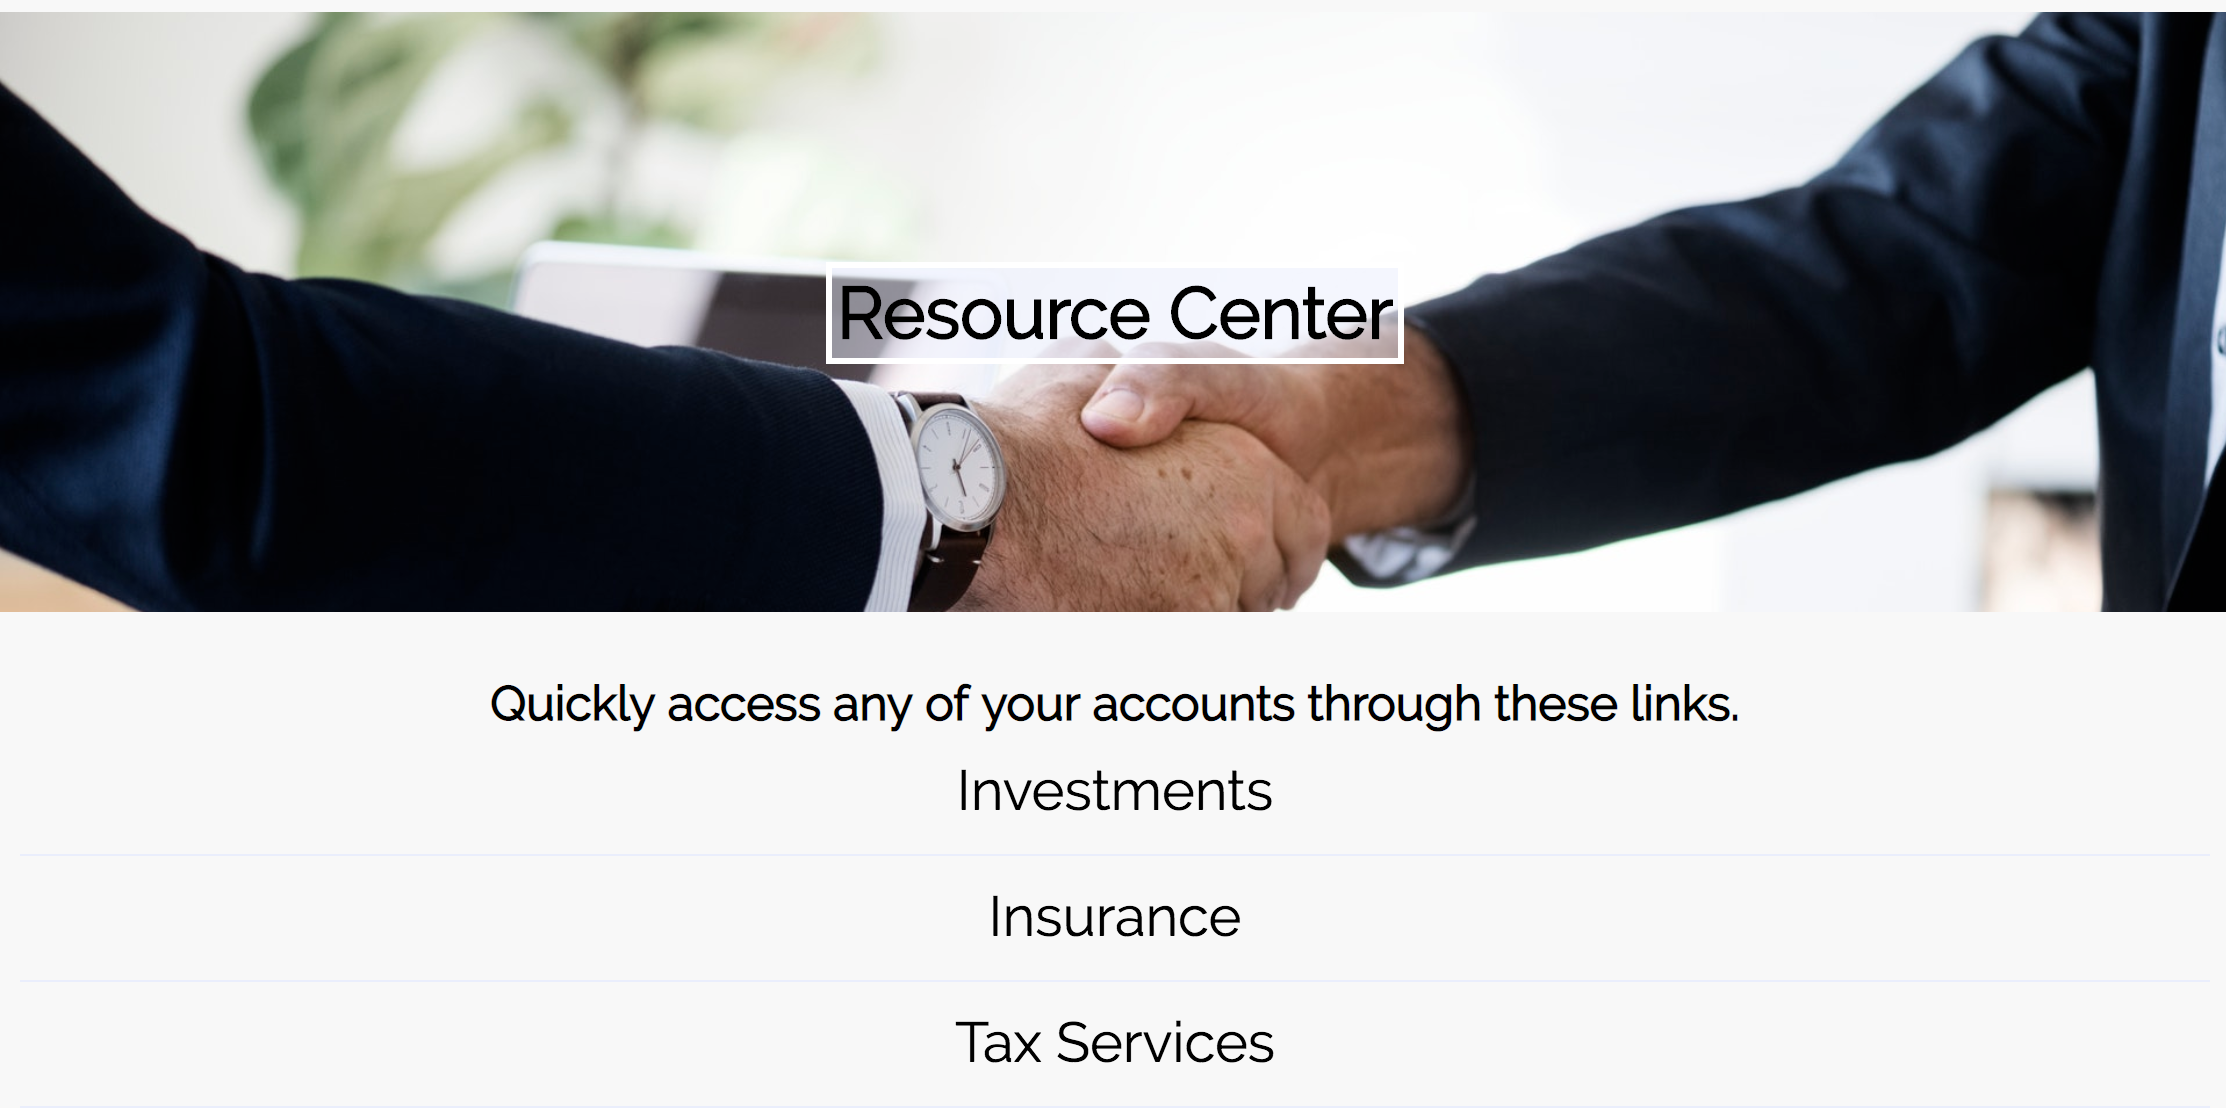 Resource Center
Quickly access any of your accounts through these links.
Investments
Insurance
Tax Services